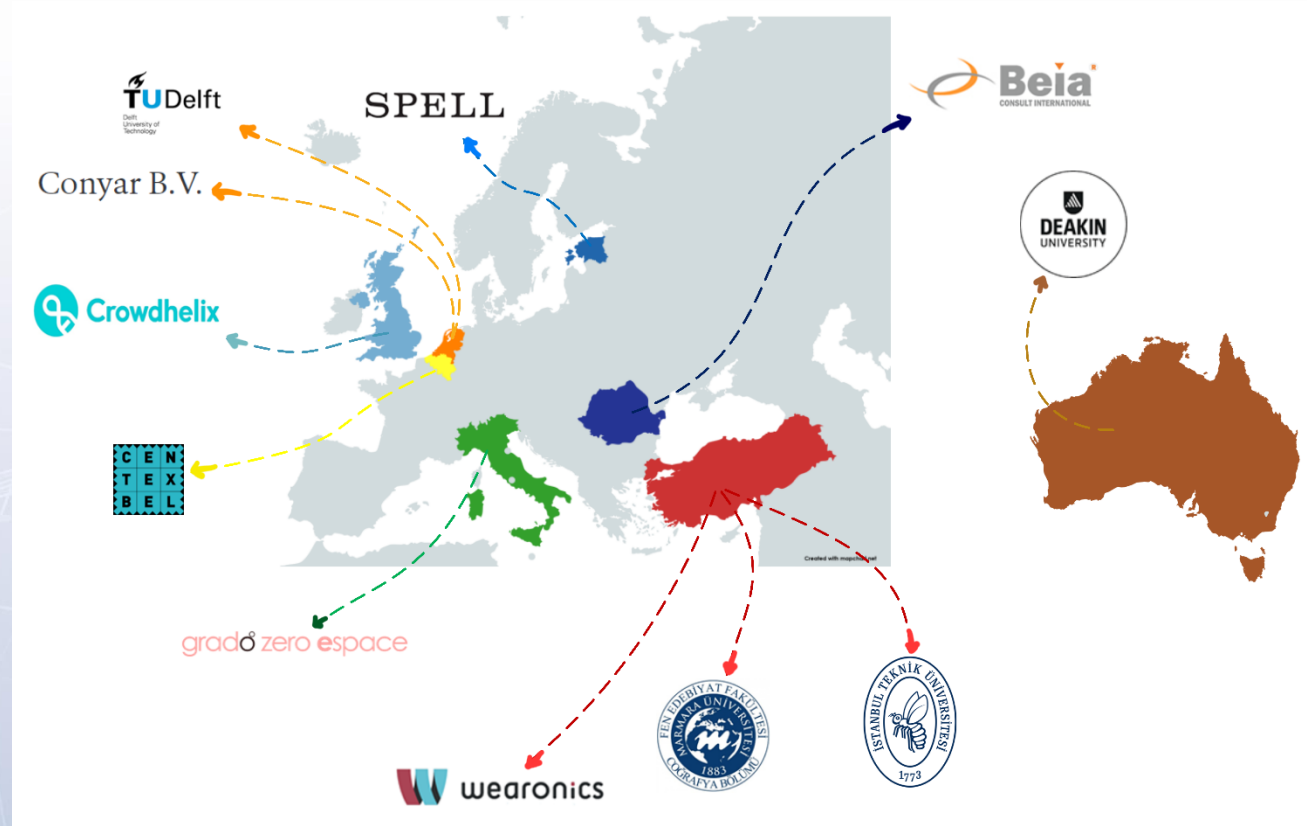 TU Delft
Delft
University of
Technology
SPELL
Beia
CONSULT INTERNATIONAL
Conyar B.V.
DEAKIN
UNIVERSITY
Crowdhelix
CEN
TEX
BEL
Created with mapchart.net
grado zero espace
FEN EDEBİYAT FAKÜLTESİ
MARMARA ÜNİVERSİTESİ
1883
COĞRAFYA BÖLÜMÜ
İSTANBUL TEKNİK ÜNİVERSİTESİ
1773
wearonics